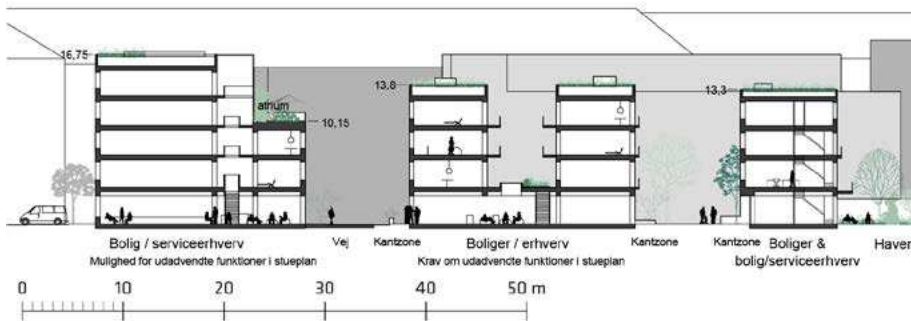 16,75
atrium
10,15
13,8
13,3
Bolig / serviceerhverv
Mulighed for udadvendte funktioner i stueplan
Vej
Kantzone
Boliger / erhverv
Krav om udadvendte funktioner i stueplan
Kantzone
Kantzone
Boliger &
bolig/serviceerhverv
Haver
0 10 20 30 40 50 m